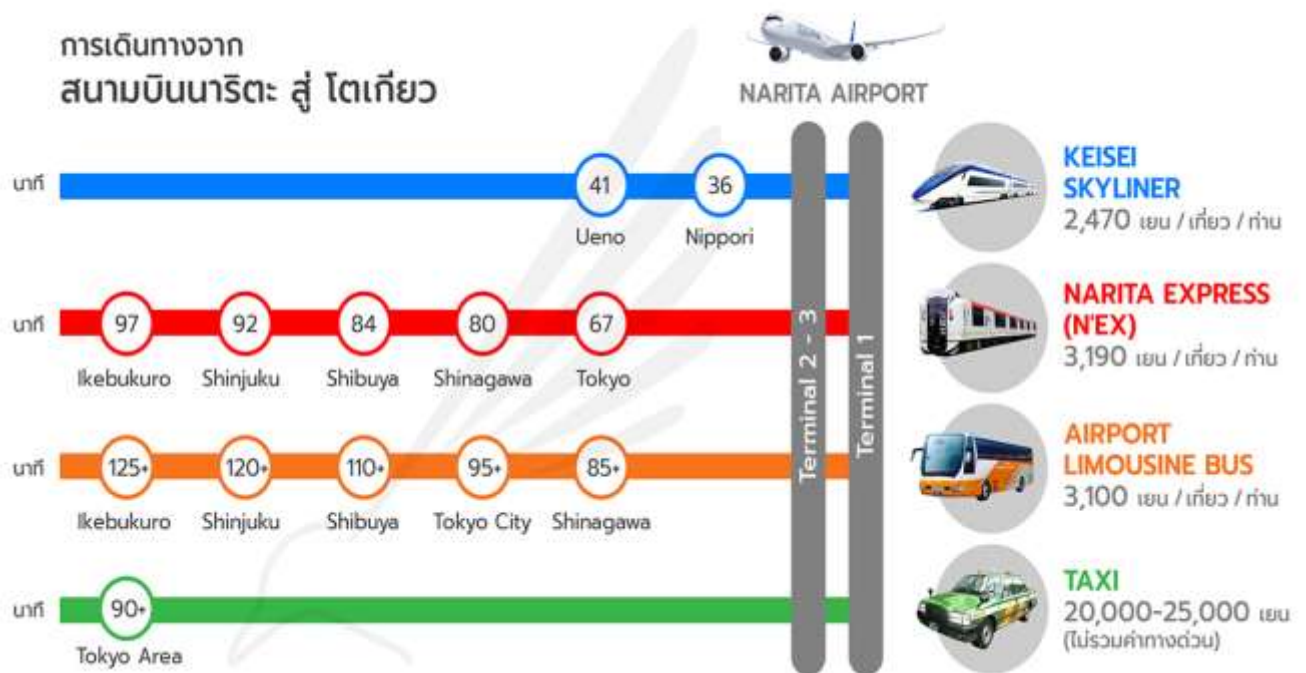 การเดินทางจาก
สนามบินนาริตะ สู่ โตเกียว
NARITA AIRPORT
Terminal 2 - 3
Terminal 1
นาที
41
36
Ueno
Nippori
KEISEI
SKYLINER
2,470 เยน / เที่ยว / ท่าน
นาที
97
92
84
80
67
Ikebukuro
Shinjuku
Shibuya
Shinagawa
Tokyo
NARITA EXPRESS
(N'EX)
3,190 เยน / เที่ยว / ท่าน
นาที
125+
120+
110+
95+
85+
Ikebukuro
Shinjuku
Shibuya
Tokyo City
Shinagawa
AIRPORT
LIMOUSINE BUS
3,100 เยน / เที่ยว / ท่าน
นาที
90+
Tokyo Area
TAXI
20,000-25,000 เยน
(ไม่รวมค่าทางด่วน)